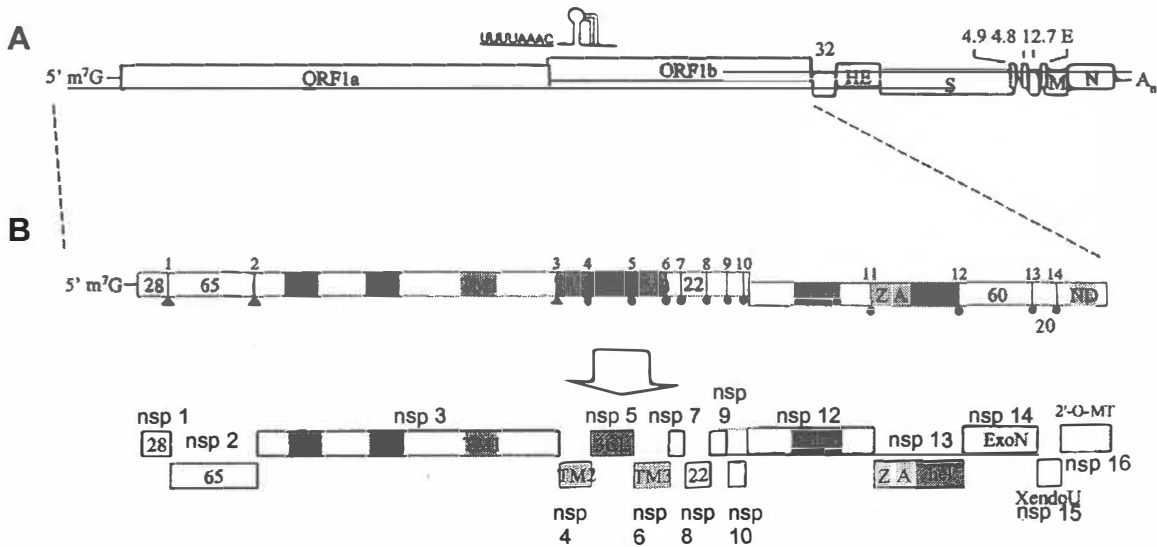 A
UUUUAAAC
32
4.9 4.8 12.7 E
5' m⁷G
ORF1a
ORF1b
HE
S
M
N
Aₙ
B
1 2 3 4 5 6 7 8 9 10 11 12 13 14
5' m⁷G
28
65
22
Z A
60
ND
20
nsp 1
nsp 2
nsp 3
nsp 5
nsp 7
nsp 9
nsp 12
nsp 13
nsp 14
2'-O-MT
28
65
TM2
TM3
22
Z A
ExoN
nsp 16
XendoU
nsp 15
nsp 4
nsp 6
nsp 8
nsp 10